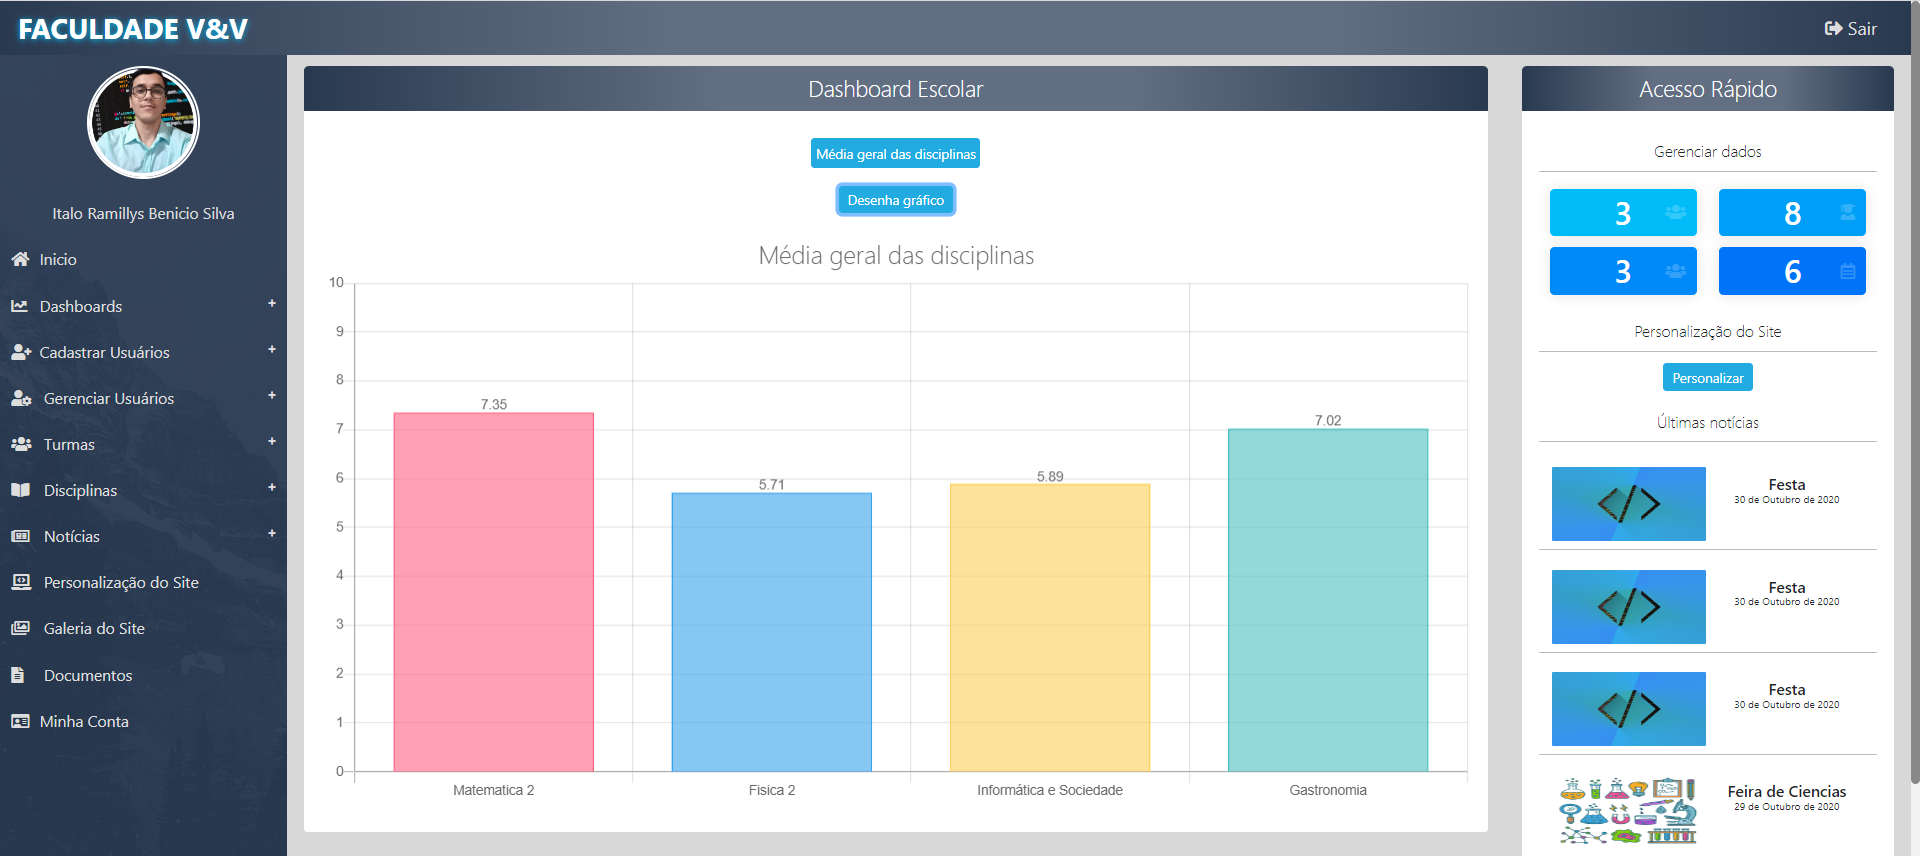 FACULDADE V&V
Sair
Italo Ramillys Benicio Silva
Inicio
Dashboards +
Cadastrar Usuários +
Gerenciar Usuários +
Turmas +
Disciplinas +
Notícias +
Personalização do Site
Galeria do Site
Documentos
Minha Conta
Dashboard Escolar
Média geral das disciplinas
Desenha gráfico
Média geral das disciplinas
10
9
8
7
6
5
4
3
2
1
0
7.35
5.71
5.89
7.02
Matematica 2
Fisica 2
Informática e Sociedade
Gastronomia
Acesso Rápido
Gerenciar dados
3
8
3
6
Personalização do Site
Personalizar
Últimas notícias
Festa
30 de Outubro de 2020
Festa
30 de Outubro de 2020
Festa
30 de Outubro de 2020
Feira de Ciencias
29 de Outubro de 2020